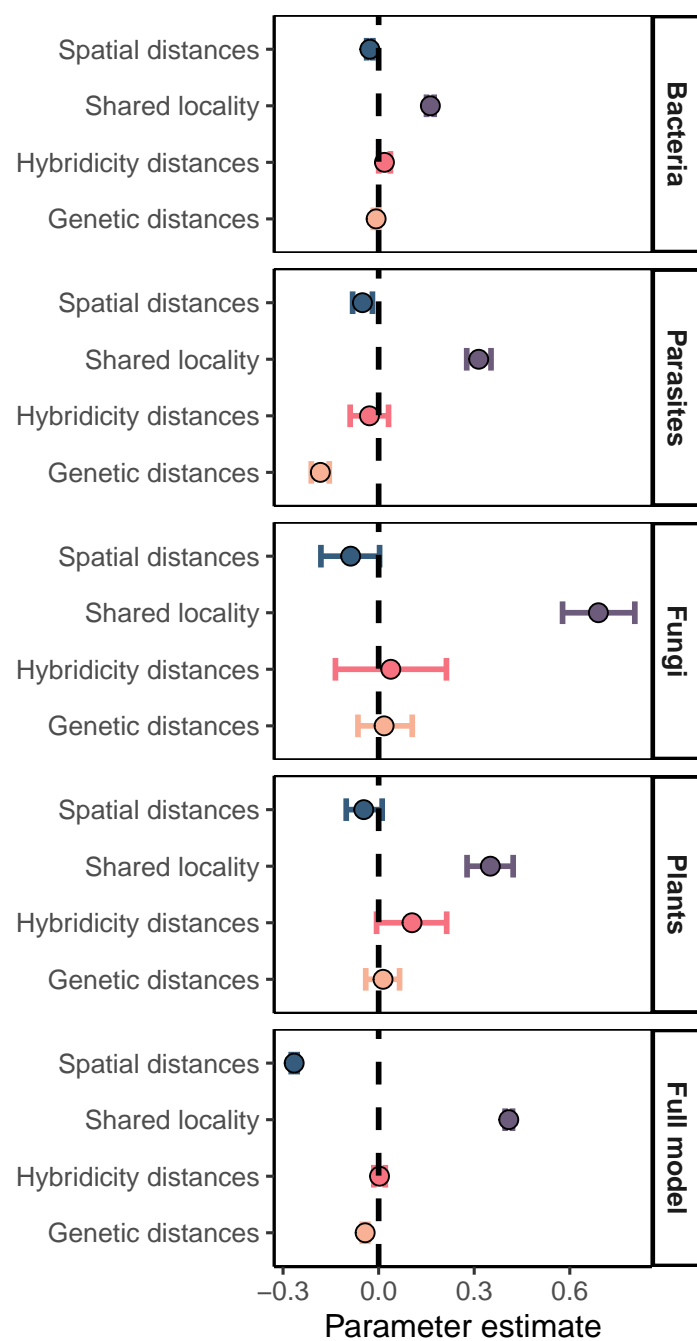 Spatial distances
Shared locality
Hybridicity distances
Genetic distances
Bacteria
Spatial distances
Shared locality
Hybridicity distances
Genetic distances
Parasites
Spatial distances
Shared locality
Hybridicity distances
Genetic distances
Fungi
Spatial distances
Shared locality
Hybridicity distances
Genetic distances
Plants
Spatial distances
Shared locality
Hybridicity distances
Genetic distances
Full model
−0.3 0.0 0.3 0.6
Parameter estimate